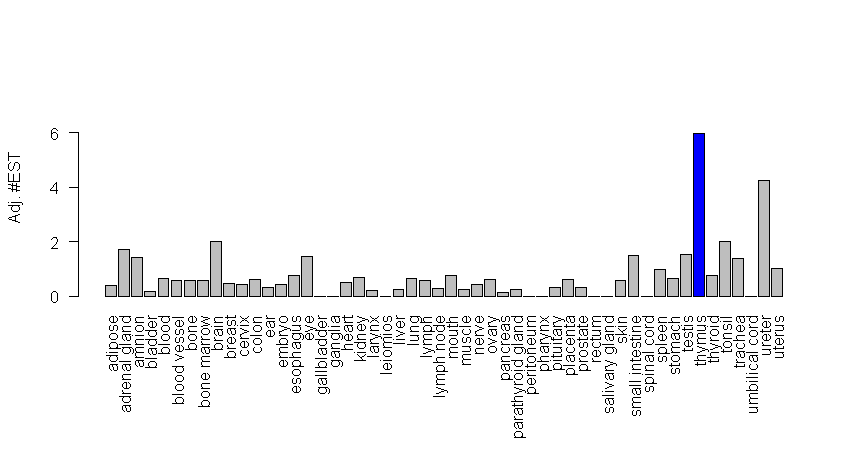 Adj. #EST
6
4
2
0
adipose
adrenal gland
amnion
bladder
blood
blood vessel
bone
bone marrow
brain
breast
cervix
colon
ear
embryo
esophagus
eye
gallbladder
ganglia
heart
kidney
larynx
leiomios
liver
lung
lymph
lymph node
mouth
muscle
nerve
ovary
pancreas
parathyroid gland
peritoneum
pharynx
pituitary
placenta
prostate
rectum
salivary gland
skin
small intestine
spinal cord
spleen
stomach
testis
thymus
thyroid
tonsil
trachea
umbilical cord
ureter
uterus